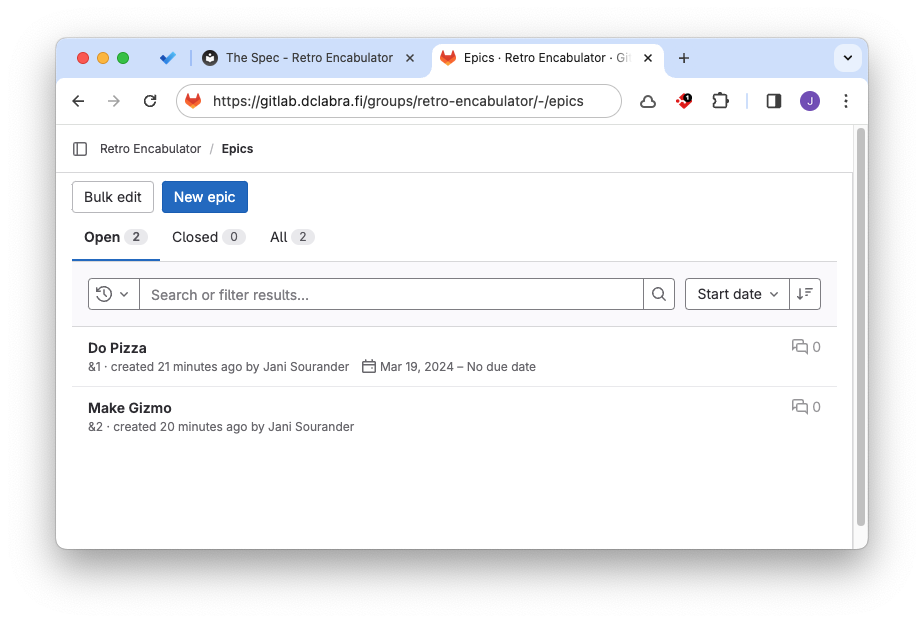 The Spec - Retro Encabulator
Epics · Retro Encabulator · Git
https://gitlab.dclabra.fi/groups/retro-encabulator/-/epics
1
J
Retro Encabulator / Epics
Bulk edit
New epic
Open 2
Closed 0
All 2
Search or filter results...
Start date
Do Pizza
0
&1 · created 21 minutes ago by Jani Sourander
Mar 19, 2024 – No due date
Make Gizmo
0
&2 · created 20 minutes ago by Jani Sourander